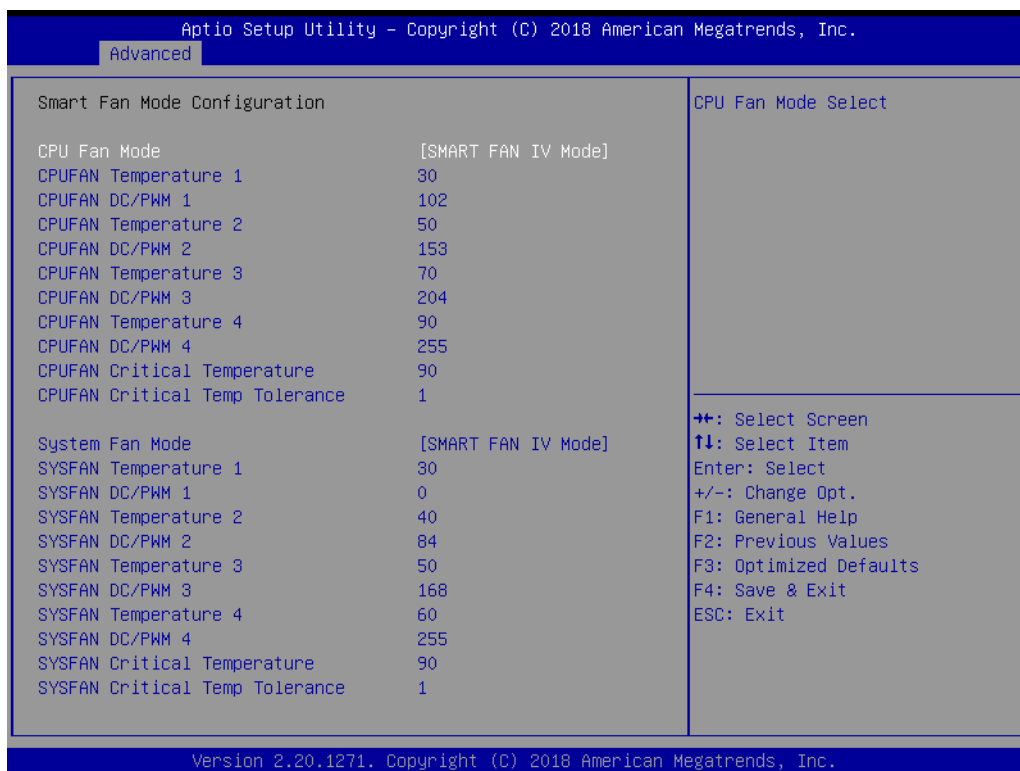 Aptio Setup Utility – Copyright (C) 2018 American Megatrends, Inc.
Advanced
Smart Fan Mode Configuration
CPU Fan Mode [SMART FAN IV Mode]
CPUFAN Temperature 1 30
CPUFAN DC/PWM 1 102
CPUFAN Temperature 2 50
CPUFAN DC/PWM 2 153
CPUFAN Temperature 3 70
CPUFAN DC/PWM 3 204
CPUFAN Temperature 4 90
CPUFAN DC/PWM 4 255
CPUFAN Critical Temperature 90
CPUFAN Critical Temp Tolerance 1
System Fan Mode [SMART FAN IV Mode]
SYSFAN Temperature 1 30
SYSFAN DC/PWM 1 0
SYSFAN Temperature 2 40
SYSFAN DC/PWM 2 84
SYSFAN Temperature 3 50
SYSFAN DC/PWM 3 168
SYSFAN Temperature 4 60
SYSFAN DC/PWM 4 255
SYSFAN Critical Temperature 90
SYSFAN Critical Temp Tolerance 1
CPU Fan Mode Select
→←: Select Screen
↑↓: Select Item
Enter: Select
+/-: Change Opt.
F1: General Help
F2: Previous Values
F3: Optimized Defaults
F4: Save & Exit
ESC: Exit
Version 2.20.1271. Copyright (C) 2018 American Megatrends, Inc.